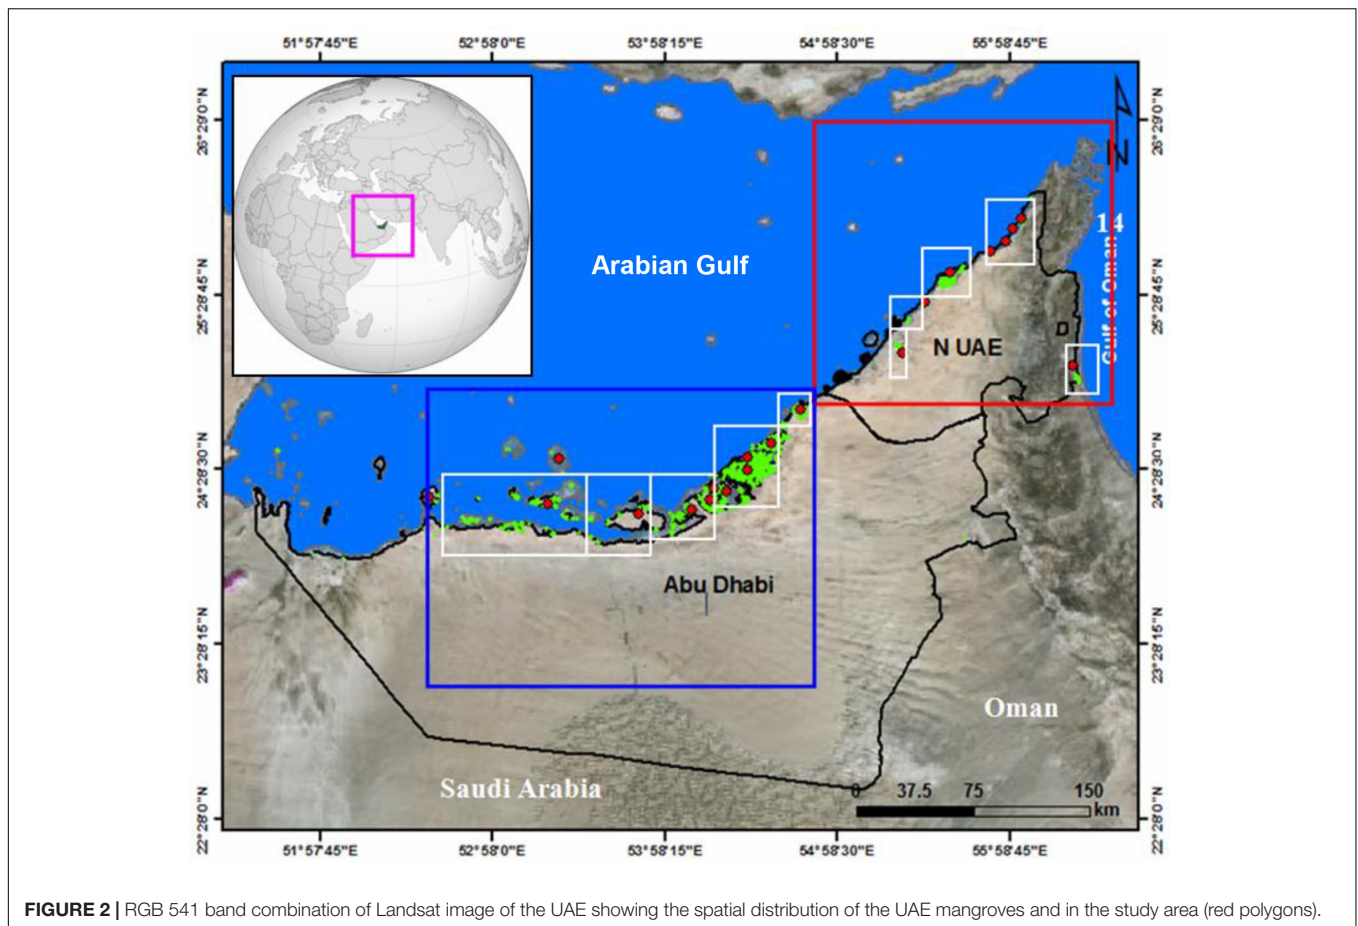 51°57'45"E 52°58'0"E 53°58'15"E 54°58'30"E 55°58'45"E
26°29'0"N 26°29'0"N
N
14
Arabian Gulf
25°28'45"N 25°28'45"N
Gulf of Oman
D
N UAE
24°28'30"N 24°28'30"N
Abu Dhabi
23°28'15"N 23°28'15"N
Oman
Saudi Arabia
0 37.5 75 150
km
22°28'0"N 22°28'0"N
51°57'45"E 52°58'0"E 53°58'15"E 54°58'30"E 55°58'45"E
FIGURE 2 | RGB 541 band combination of Landsat image of the UAE showing the spatial distribution of the UAE mangroves and in the study area (red polygons).